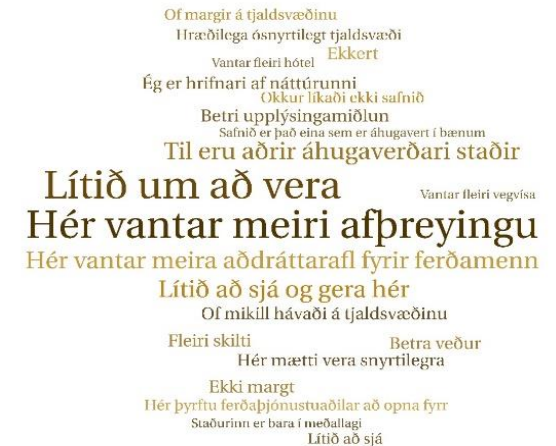 Of margir á tjaldsvæðinu
Hræðilega ósnyrtilegt tjaldsvæði
Ekkert
Vantar fleiri hótel
Ég er hrifnari af náttúrunni
Okkur líkaði ekki safnið
Betri upplýsingamiðlun
Safnið er það eina sem er áhugavert í bænum
Til eru aðrir áhugaverðari staðir
Lítið um að vera
Vantar fleiri vegvísa
Hér vantar meiri afþreyingu
Hér vantar meira aðdráttarafl fyrir ferðamenn
Lítið að sjá og gera hér
Of mikill hávaði á tjaldsvæðinu
Fleiri skilti
Betra veður
Hér mætti vera snyrtilegra
Ekki margt
Hér þyrftu ferðaþjónustuaðilar að opna fyrr
Staðurinn er bara í meðallagi
Lítið að sjá